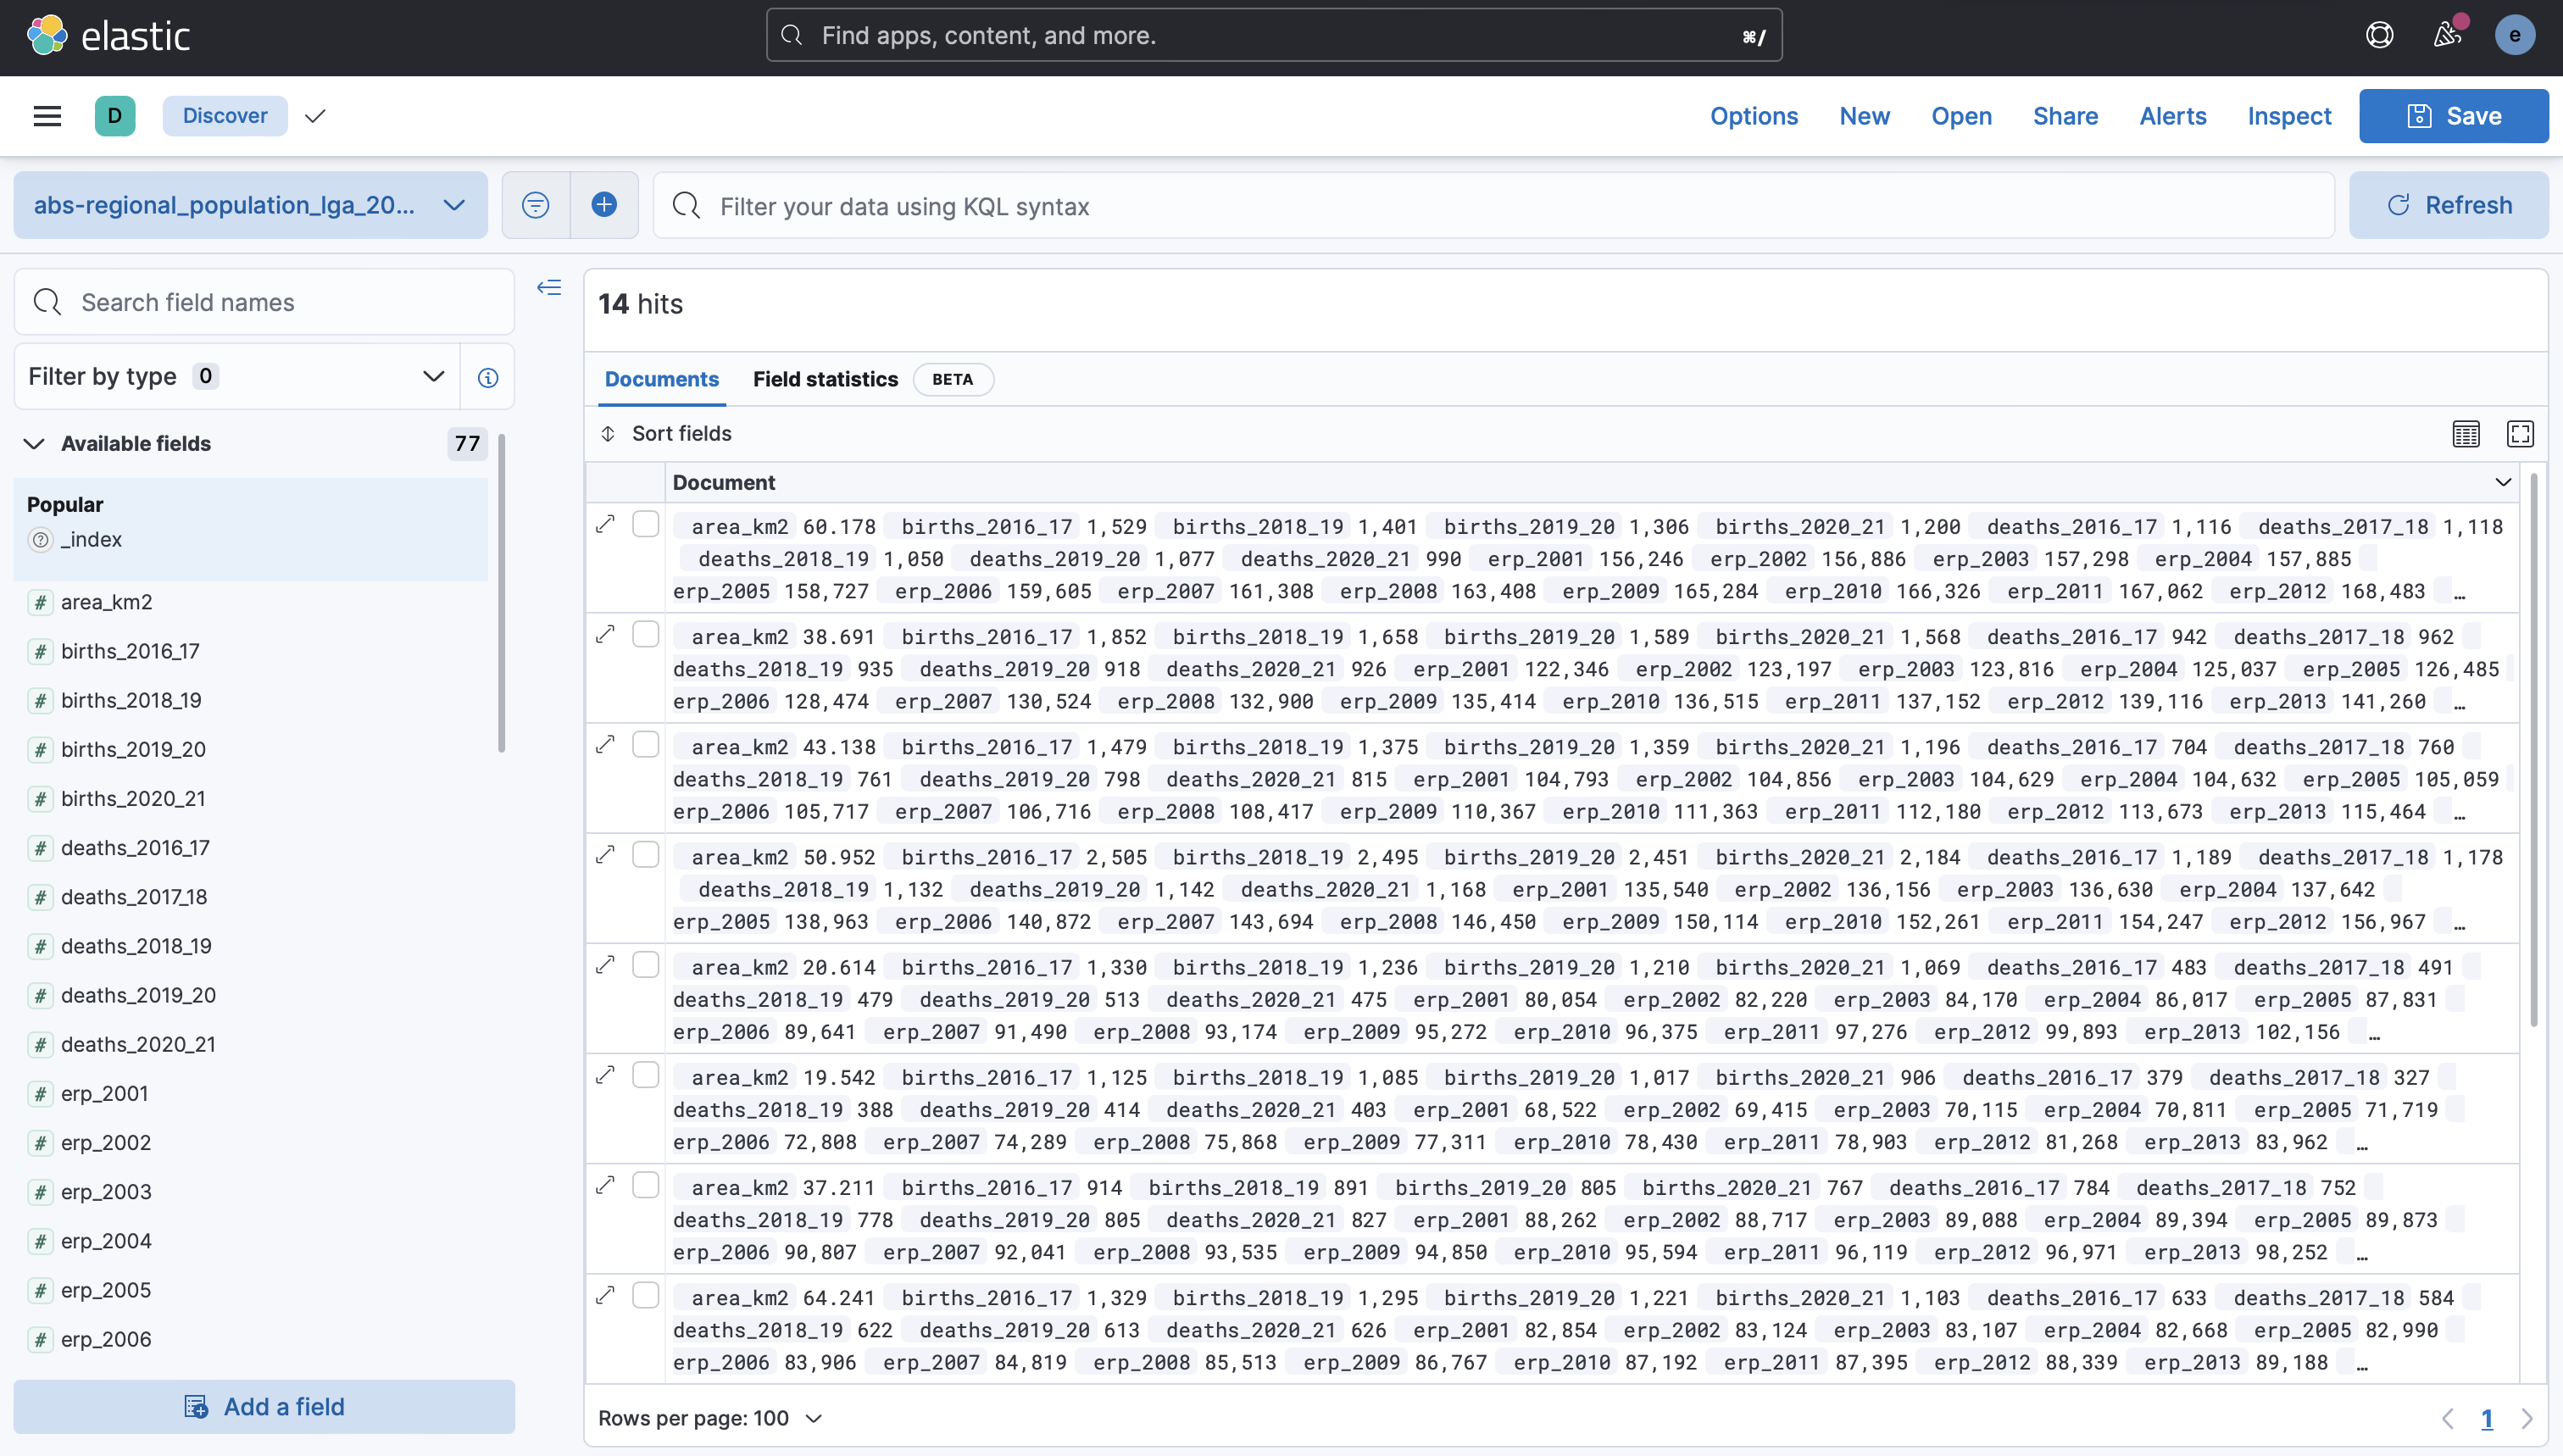 elastic
Find apps, content, and more.
⌘/
e
D
Discover
Options
New
Open
Share
Alerts
Inspect
Save
abs-regional_population_lga_20...
Filter your data using KQL syntax
Refresh
Search field names
Filter by type 0
Available fields 77
Popular
_index
area_km2
births_2016_17
births_2018_19
births_2019_20
births_2020_21
deaths_2016_17
deaths_2017_18
deaths_2018_19
deaths_2019_20
deaths_2020_21
erp_2001
erp_2002
erp_2003
erp_2004
erp_2005
erp_2006
Add a field
14 hits
Documents
Field statistics
BETA
Sort fields
Document
area_km2 60.178 births_2016_17 1,529 births_2018_19 1,401 births_2019_20 1,306 births_2020_21 1,200 deaths_2016_17 1,116 deaths_2017_18 1,118
deaths_2018_19 1,050 deaths_2019_20 1,077 deaths_2020_21 990 erp_2001 156,246 erp_2002 156,886 erp_2003 157,298 erp_2004 157,885
erp_2005 158,727 erp_2006 159,605 erp_2007 161,308 erp_2008 163,408 erp_2009 165,284 erp_2010 166,326 erp_2011 167,062 erp_2012 168,483 …
area_km2 38.691 births_2016_17 1,852 births_2018_19 1,658 births_2019_20 1,589 births_2020_21 1,568 deaths_2016_17 942 deaths_2017_18 962
deaths_2018_19 935 deaths_2019_20 918 deaths_2020_21 926 erp_2001 122,346 erp_2002 123,197 erp_2003 123,816 erp_2004 125,037 erp_2005 126,485
erp_2006 128,474 erp_2007 130,524 erp_2008 132,900 erp_2009 135,414 erp_2010 136,515 erp_2011 137,152 erp_2012 139,116 erp_2013 141,260 …
area_km2 43.138 births_2016_17 1,479 births_2018_19 1,375 births_2019_20 1,359 births_2020_21 1,196 deaths_2016_17 704 deaths_2017_18 760
deaths_2018_19 761 deaths_2019_20 798 deaths_2020_21 815 erp_2001 104,793 erp_2002 104,856 erp_2003 104,629 erp_2004 104,632 erp_2005 105,059
erp_2006 105,717 erp_2007 106,716 erp_2008 108,417 erp_2009 110,367 erp_2010 111,363 erp_2011 112,180 erp_2012 113,673 erp_2013 115,464 …
area_km2 50.952 births_2016_17 2,505 births_2018_19 2,495 births_2019_20 2,451 births_2020_21 2,184 deaths_2016_17 1,189 deaths_2017_18 1,178
deaths_2018_19 1,132 deaths_2019_20 1,142 deaths_2020_21 1,168 erp_2001 135,540 erp_2002 136,156 erp_2003 136,630 erp_2004 137,642
erp_2005 138,963 erp_2006 140,872 erp_2007 143,694 erp_2008 146,450 erp_2009 150,114 erp_2010 152,261 erp_2011 154,247 erp_2012 156,967 …
area_km2 20.614 births_2016_17 1,330 births_2018_19 1,236 births_2019_20 1,210 births_2020_21 1,069 deaths_2016_17 483 deaths_2017_18 491
deaths_2018_19 479 deaths_2019_20 513 deaths_2020_21 475 erp_2001 80,054 erp_2002 82,220 erp_2003 84,170 erp_2004 86,017 erp_2005 87,831
erp_2006 89,641 erp_2007 91,490 erp_2008 93,174 erp_2009 95,272 erp_2010 96,375 erp_2011 97,276 erp_2012 99,893 erp_2013 102,156 …
area_km2 19.542 births_2016_17 1,125 births_2018_19 1,085 births_2019_20 1,017 births_2020_21 906 deaths_2016_17 379 deaths_2017_18 327
deaths_2018_19 388 deaths_2019_20 414 deaths_2020_21 403 erp_2001 68,522 erp_2002 69,415 erp_2003 70,115 erp_2004 70,811 erp_2005 71,719
erp_2006 72,808 erp_2007 74,289 erp_2008 75,868 erp_2009 77,311 erp_2010 78,430 erp_2011 78,903 erp_2012 81,268 erp_2013 83,962 …
area_km2 37.211 births_2016_17 914 births_2018_19 891 births_2019_20 805 births_2020_21 767 deaths_2016_17 784 deaths_2017_18 752
deaths_2018_19 778 deaths_2019_20 805 deaths_2020_21 827 erp_2001 88,262 erp_2002 88,717 erp_2003 89,088 erp_2004 89,394 erp_2005 89,873
erp_2006 90,807 erp_2007 92,041 erp_2008 93,535 erp_2009 94,850 erp_2010 95,594 erp_2011 96,119 erp_2012 96,971 erp_2013 98,252 …
area_km2 64.241 births_2016_17 1,329 births_2018_19 1,295 births_2019_20 1,221 births_2020_21 1,103 deaths_2016_17 633 deaths_2017_18 584
deaths_2018_19 622 deaths_2019_20 613 deaths_2020_21 626 erp_2001 82,854 erp_2002 83,124 erp_2003 83,107 erp_2004 82,668 erp_2005 82,990
erp_2006 83,906 erp_2007 84,819 erp_2008 85,513 erp_2009 86,767 erp_2010 87,192 erp_2011 87,395 erp_2012 88,339 erp_2013 89,188 …
Rows per page: 100
1